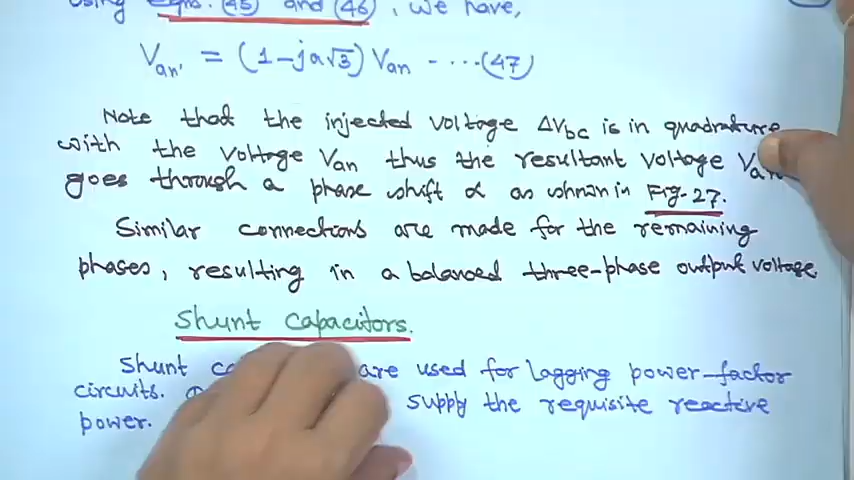 using eqns. (45) and (46), we have,
Van' = (1-ja√3) Van - ....(47)
Note that the injected voltage ΔVbc is in quadrature
with the voltage Van thus the resultant voltage Van
goes through a phase shift α as shown in Fig-27.
Similar connections are made for the remaining
phases, resulting in a balanced three-phase output voltage
Shunt Capacitors.
Shunt are used for lagging power-factor
circuits. supply the requisite reactive
power.